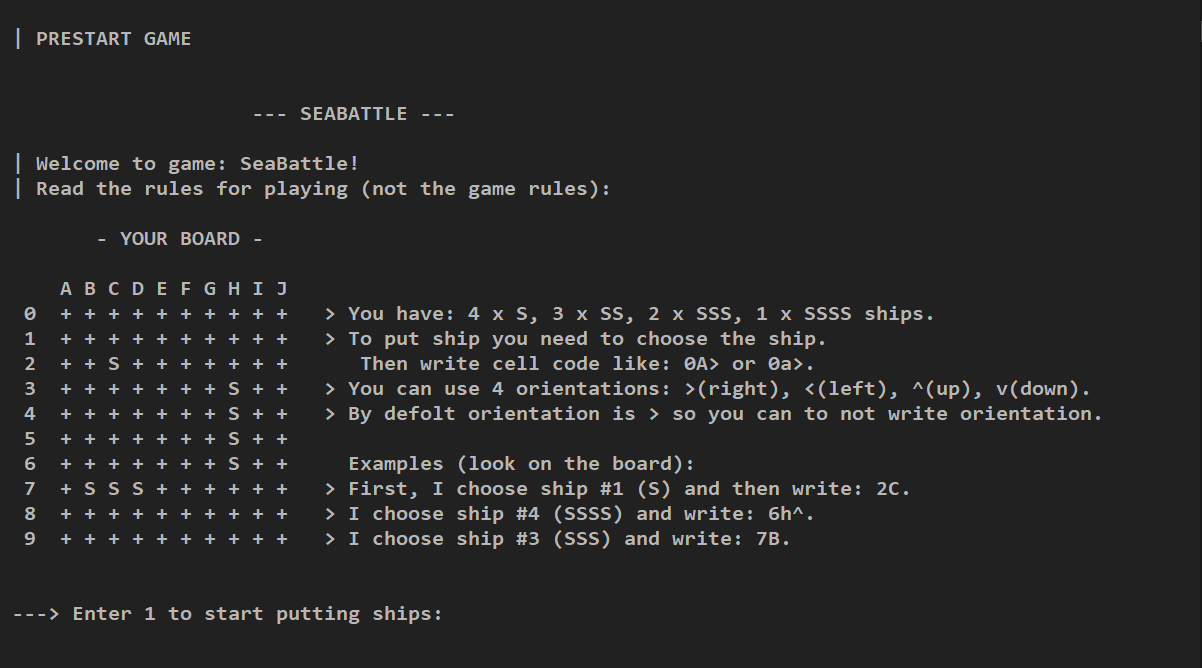 | PRESTART GAME
--- SEABATTLE ---
| Welcome to game: SeaBattle!
| Read the rules for playing (not the game rules):
- YOUR BOARD -
A B C D E F G H I J
0 + + + + + + + + + + > You have: 4 x S, 3 x SS, 2 x SSS, 1 x SSSS ships.
1 + + + + + + + + + + > To put ship you need to choose the ship.
2 + + S + + + + + + + Then write cell code like: 0A> or 0a>.
3 + + + + + + + S + + > You can use 4 orientations: >(right), <(left), ^(up), v(down).
4 + + + + + + + S + + > By defolt orientation is > so you can to not write orientation.
5 + + + + + + + S + +
6 + + + + + + + S + + Examples (look on the board):
7 + S S S + + + + + + > First, I choose ship #1 (S) and then write: 2C.
8 + + + + + + + + + + > I choose ship #4 (SSSS) and write: 6h^.
9 + + + + + + + + + + > I choose ship #3 (SSS) and write: 7B.
---> Enter 1 to start putting ships: